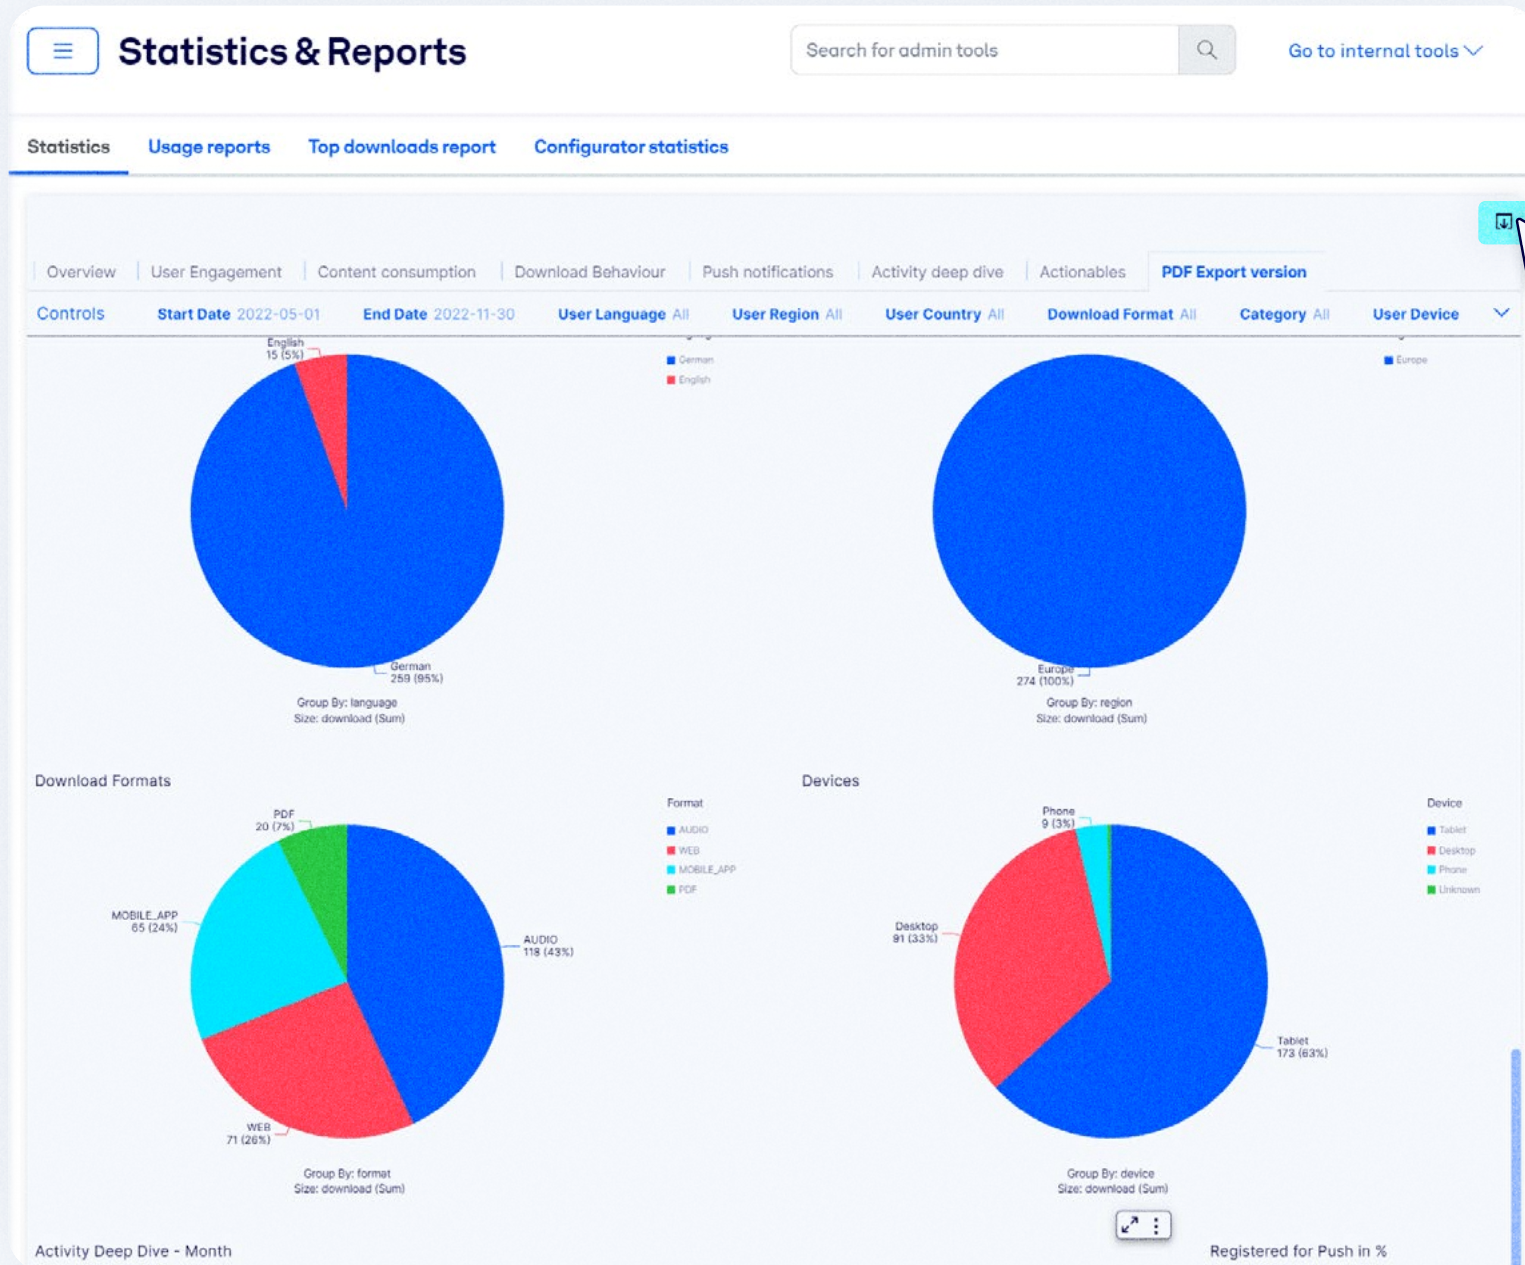 Statistics & Reports
Search for admin tools
Go to internal tools
Statistics
Usage reports
Top downloads report
Configurator statistics
Overview
User Engagement
Content consumption
Download Behaviour
Push notifications
Activity deep dive
Actionables
PDF Export version
Controls
Start Date 2022-05-01
End Date 2022-11-30
User Language All
User Region All
User Country All
Download Format All
Category All
User Device
English
15 (5%)
German
English
German
259 (95%)
Group By: language
Size: download (Sum)
Europe
Europe
274 (100%)
Group By: region
Size: download (Sum)
Download Formats
Format
AUDIO
WEB
MOBILE_APP
PDF
PDF
20 (7%)
MOBILE_APP
65 (24%)
AUDIO
118 (43%)
WEB
71 (26%)
Group By: format
Size: download (Sum)
Devices
Device
Tablet
Desktop
Phone
Unknown
Phone
9 (3%)
Desktop
91 (33%)
Tablet
173 (63%)
Group By: device
Size: download (Sum)
Activity Deep Dive - Month
Registered for Push in %